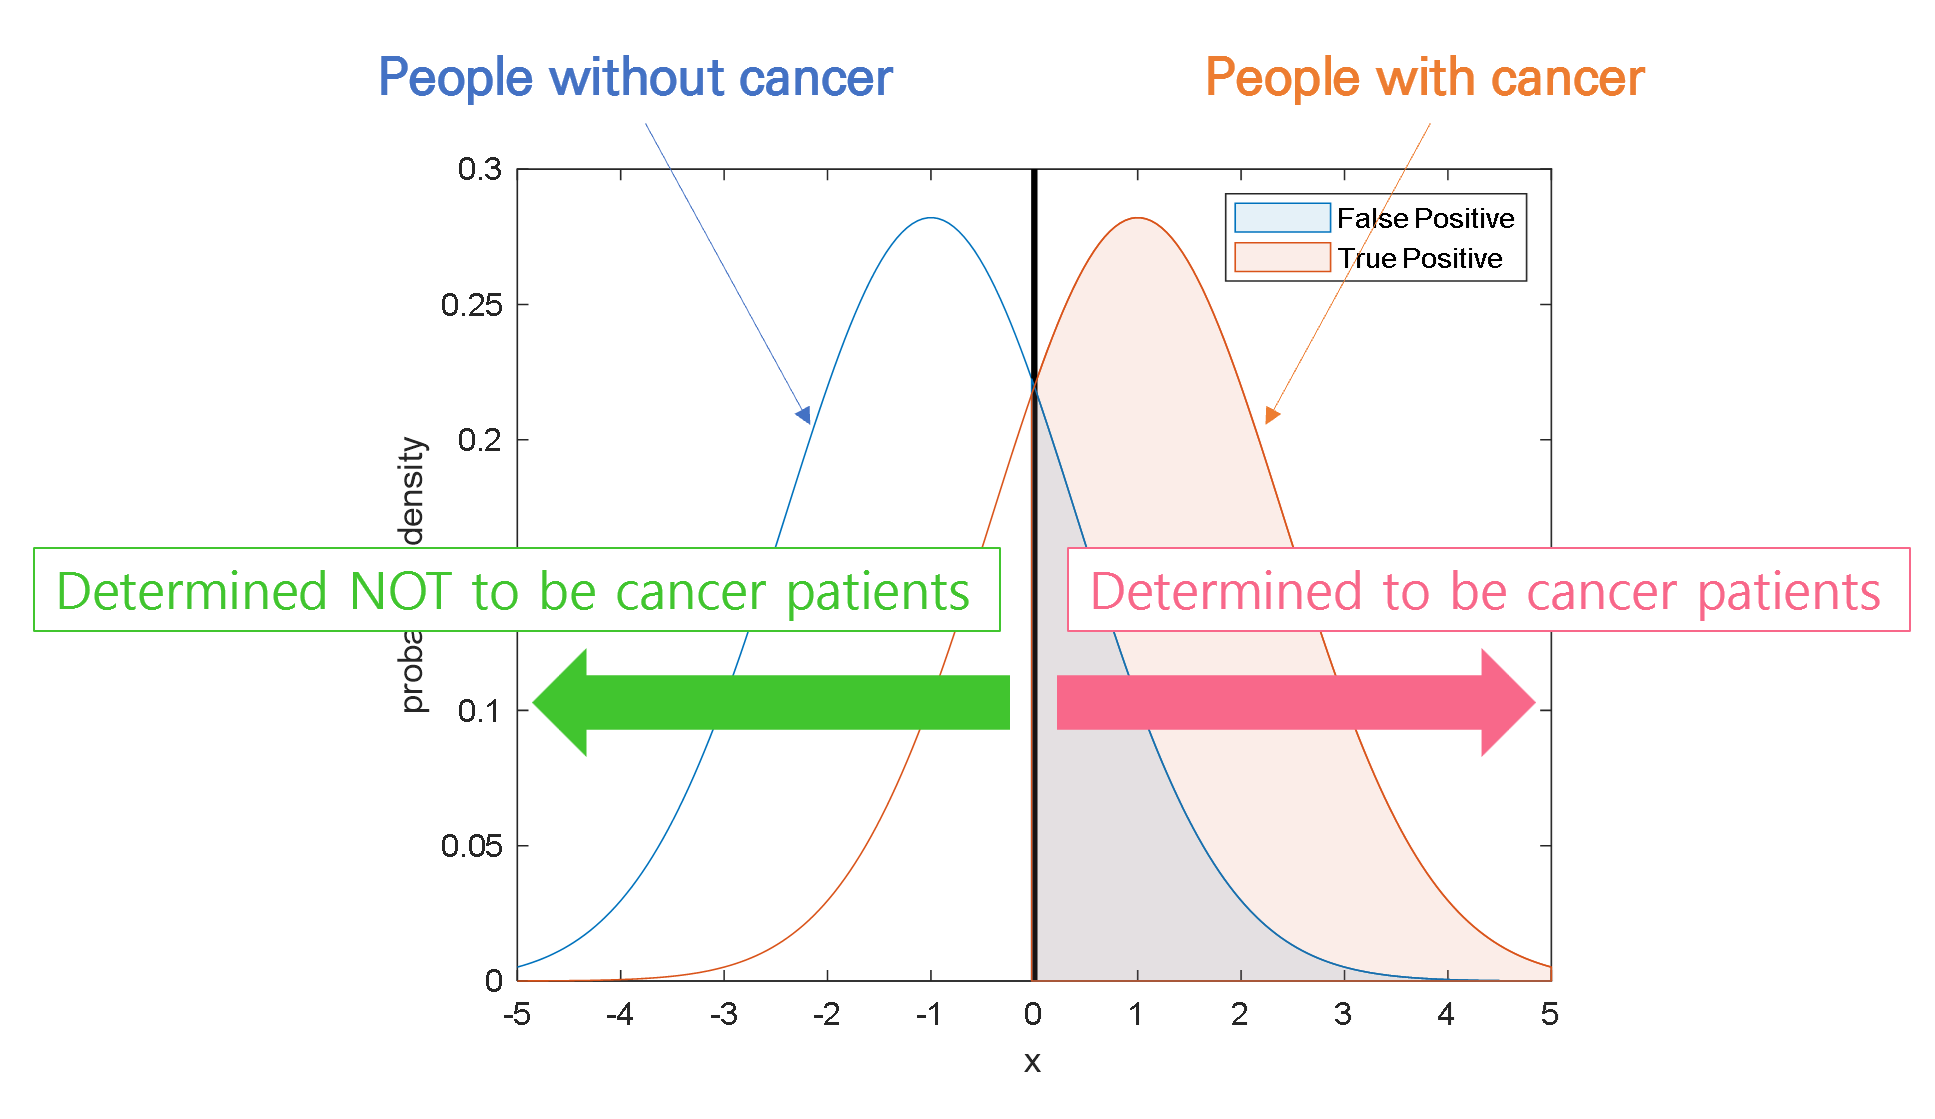 People without cancer
People with cancer
0.3
False Positive
True Positive
0.25
0.2
density
Determined NOT to be cancer patients
Determined to be cancer patients
0.1
0.05
0
-5 -4 -3 -2 -1 0 1 2 3 4 5
x